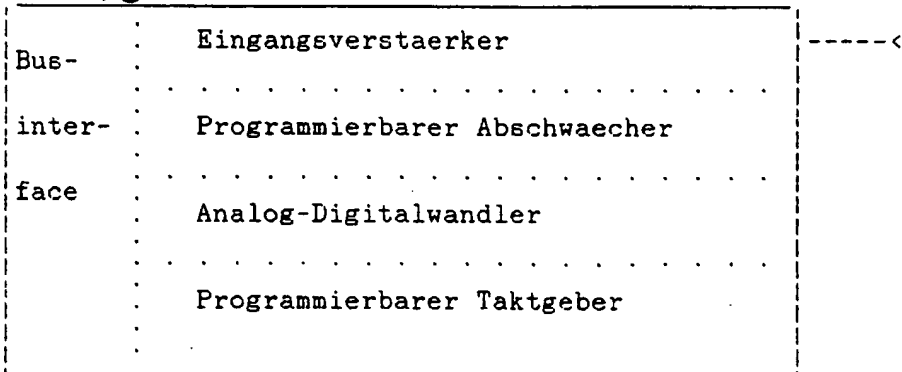 Eingangsverstaerker
Bus-
inter- Programmierbarer Abschwaecher
face
Analog-Digitalwandler
Programmierbarer Taktgeber